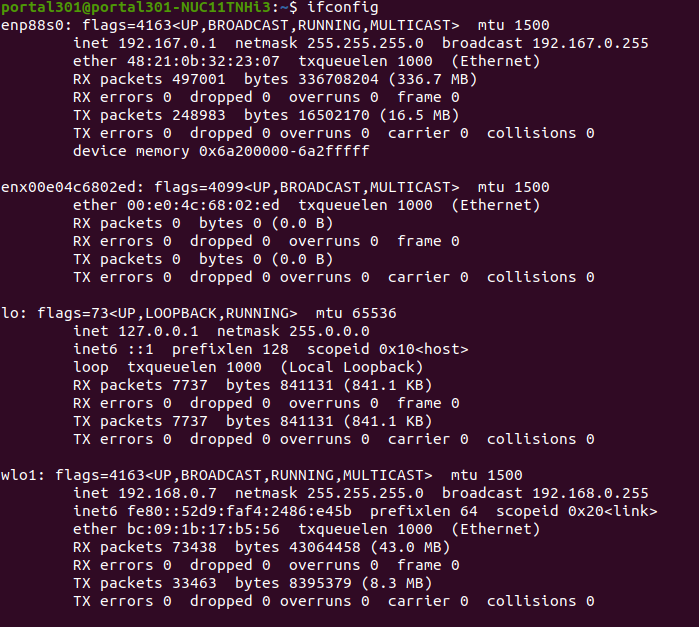 portal301@portal301-NUC11TNHi3:~$ ifconfig
enp88s0: flags=4163<UP,BROADCAST,RUNNING,MULTICAST>  mtu 1500
        inet 192.167.0.1  netmask 255.255.255.0  broadcast 192.167.0.255
        ether 48:21:0b:32:23:07  txqueuelen 1000  (Ethernet)
        RX packets 497001  bytes 336708204 (336.7 MB)
        RX errors 0  dropped 0  overruns 0  frame 0
        TX packets 248983  bytes 16502170 (16.5 MB)
        TX errors 0  dropped 0 overruns 0  carrier 0  collisions 0
        device memory 0x6a200000-6a2fffff

enx00e04c6802ed: flags=4099<UP,BROADCAST,MULTICAST>  mtu 1500
        ether 00:e0:4c:68:02:ed  txqueuelen 1000  (Ethernet)
        RX packets 0  bytes 0 (0.0 B)
        RX errors 0  dropped 0  overruns 0  frame 0
        TX packets 0  bytes 0 (0.0 B)
        TX errors 0  dropped 0 overruns 0  carrier 0  collisions 0

lo: flags=73<UP,LOOPBACK,RUNNING>  mtu 65536
        inet 127.0.0.1  netmask 255.0.0.0
        inet6 ::1  prefixlen 128  scopeid 0x10<host>
        loop  txqueuelen 1000  (Local Loopback)
        RX packets 7737  bytes 841131 (841.1 KB)
        RX errors 0  dropped 0  overruns 0  frame 0
        TX packets 7737  bytes 841131 (841.1 KB)
        TX errors 0  dropped 0 overruns 0  carrier 0  collisions 0

wlo1: flags=4163<UP,BROADCAST,RUNNING,MULTICAST>  mtu 1500
        inet 192.168.0.7  netmask 255.255.255.0  broadcast 192.168.0.255
        inet6 fe80::52d9:faf4:2486:e45b  prefixlen 64  scopeid 0x20<link>
        ether bc:09:1b:17:b5:56  txqueuelen 1000  (Ethernet)
        RX packets 73438  bytes 43064458 (43.0 MB)
        RX errors 0  dropped 0  overruns 0  frame 0
        TX packets 33463  bytes 8395379 (8.3 MB)
        TX errors 0  dropped 0 overruns 0  carrier 0  collisions 0